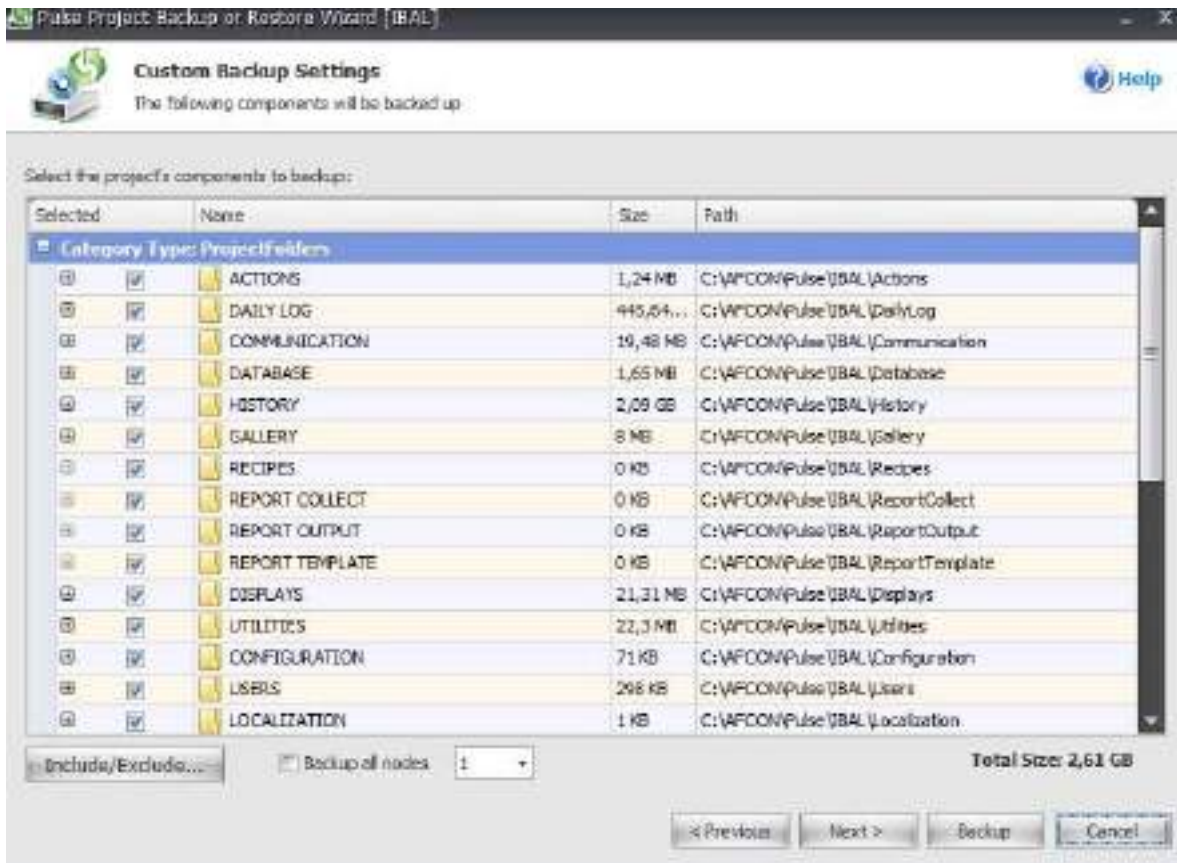 Pulse Project Backup or Restore Wizard [IBAL]
Custom Backup Settings
The following components will be backed up
Help
Select the project's components to backup:
Selected Name Size Path
Category Type: ProjectFolders
ACTIONS 1,24 MB C:\AFCON\Pulse\IBAL\Actions
DAILY LOG 445,64... C:\AFCON\Pulse\IBAL\DailyLog
COMMUNICATION 19,48 MB C:\AFCON\Pulse\IBAL\Communication
DATABASE 1,65 MB C:\AFCON\Pulse\IBAL\Database
HISTORY 2,09 GB C:\AFCON\Pulse\IBAL\History
GALLERY 8 MB C:\AFCON\Pulse\IBAL\Gallery
RECIPES 0 KB C:\AFCON\Pulse\IBAL\Recipes
REPORT COLLECT 0 KB C:\AFCON\Pulse\IBAL\ReportCollect
REPORT OUTPUT 0 KB C:\AFCON\Pulse\IBAL\ReportOutput
REPORT TEMPLATE 0 KB C:\AFCON\Pulse\IBAL\ReportTemplate
DISPLAYS 21,31 MB C:\AFCON\Pulse\IBAL\Displays
UTILITIES 22,3 MB C:\AFCON\Pulse\IBAL\Utilities
CONFIGURATION 71 KB C:\AFCON\Pulse\IBAL\Configuration
USERS 298 KB C:\AFCON\Pulse\IBAL\Users
LOCALIZATION 1 KB C:\AFCON\Pulse\IBAL\Localization
Include/Exclude... Backup all nodes 1 Total Size: 2,61 GB
< Previous Next > Backup Cancel